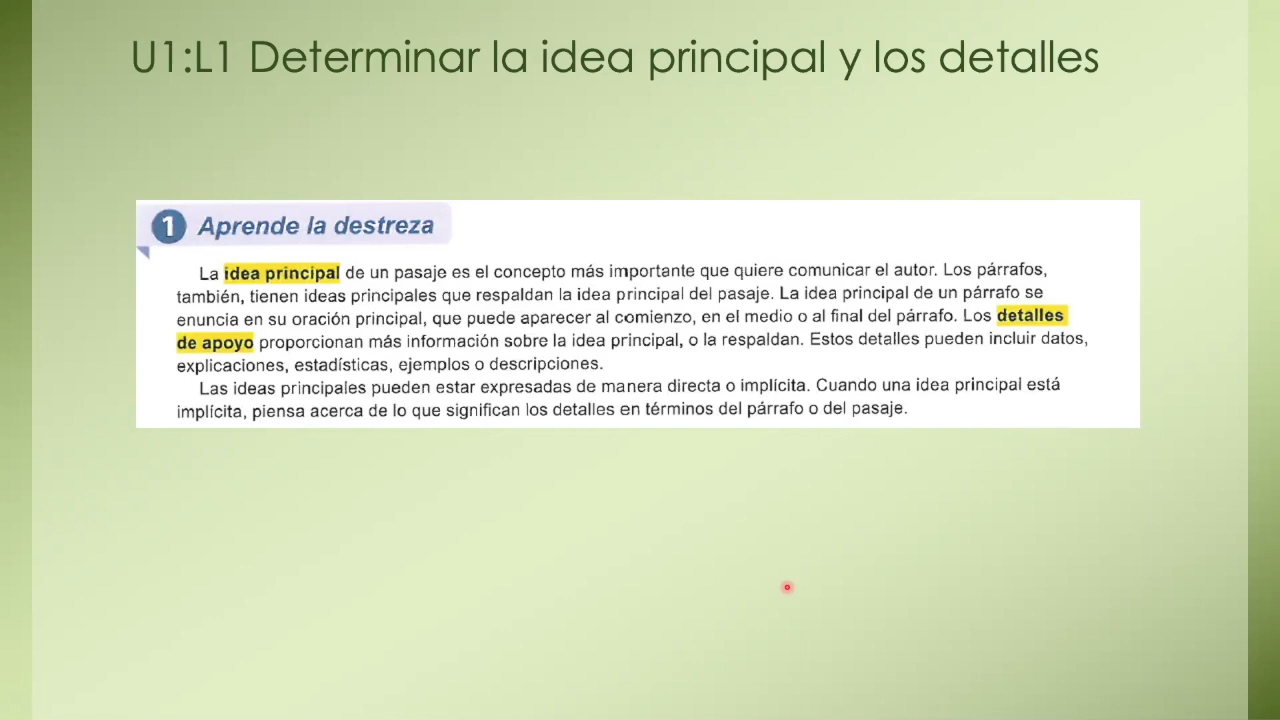 U1:L1 Determinar la idea principal y los detalles
1 Aprende la destreza
La idea principal de un pasaje es el concepto más importante que quiere comunicar el autor. Los párrafos,
también, tienen ideas principales que respaldan la idea principal del pasaje. La idea principal de un párrafo se
enuncia en su oración principal, que puede aparecer al comienzo, en el medio o al final del párrafo. Los detalles
de apoyo proporcionan más información sobre la idea principal, o la respaldan. Estos detalles pueden incluir datos,
explicaciones, estadísticas, ejemplos o descripciones.
Las ideas principales pueden estar expresadas de manera directa o implícita. Cuando una idea principal está
implícita, piensa acerca de lo que significan los detalles en términos del párrafo o del pasaje.